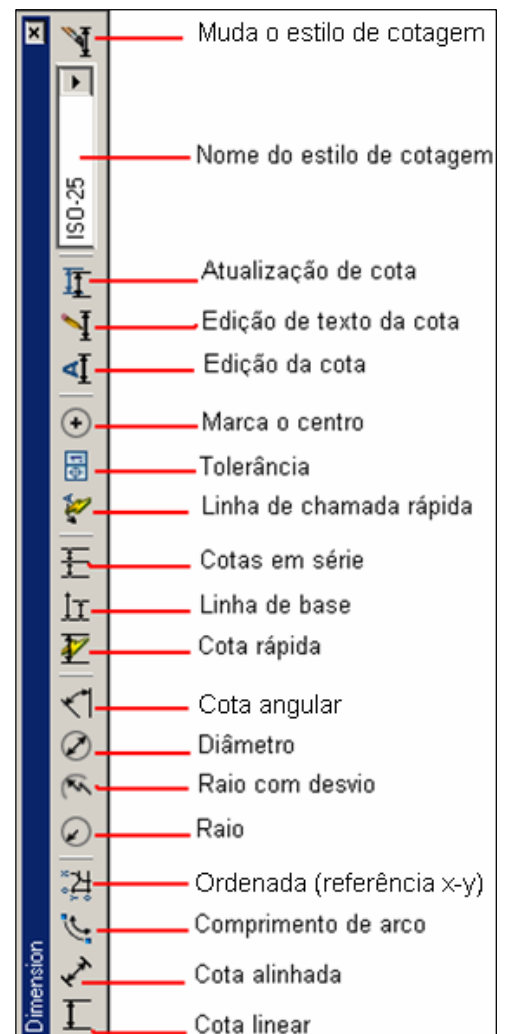 Muda o estilo de cotagem
Nome do estilo de cotagem
ISO-25
Atualização de cota
Edição de texto da cota
Edição da cota
Marca o centro
Tolerância
Linha de chamada rápida
Cotas em série
Linha de base
Cota rápida
Cota angular
Diâmetro
Raio com desvio
Raio
Ordenada (referência x-y)
Comprimento de arco
Cota alinhada
Cota linear
Dimension